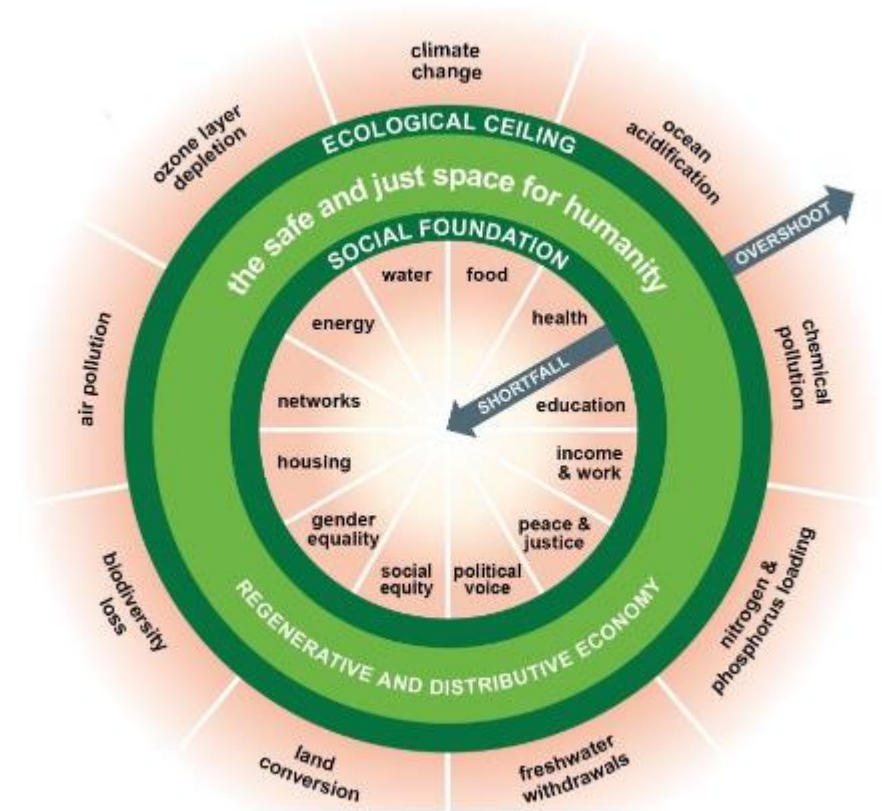 climate
change
ocean
acidification
chemical
pollution
nitrogen &
phosphorus loading
freshwater
withdrawals
land
conversion
biodiversity
loss
air pollution
ozone layer
depletion
OVERSHOOT
ECOLOGICAL CEILING
the safe and just space for humanity
SOCIAL FOUNDATION
water
food
health
SHORTFALL
education
income
& work
peace &
justice
political
voice
social
equity
gender
equality
housing
networks
energy
REGENERATIVE AND DISTRIBUTIVE ECONOMY